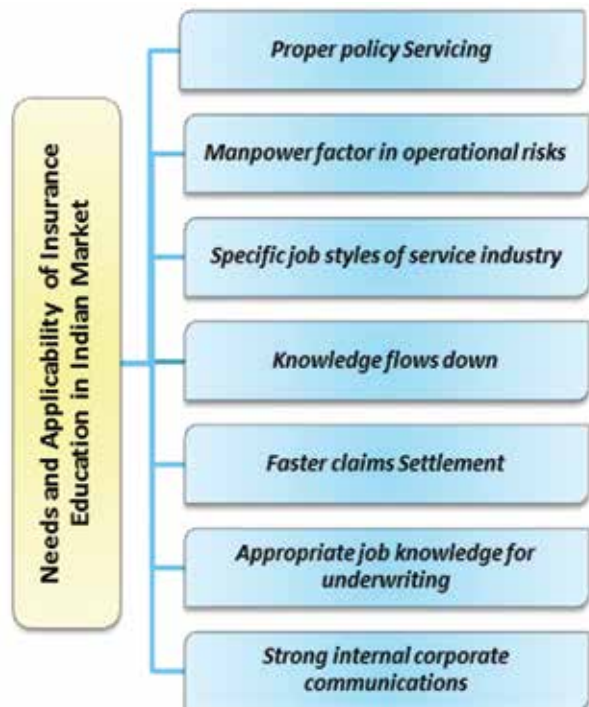 Needs and Applicability of Insurance
Education in Indian Market
Proper policy Servicing
Manpower factor in operational risks
Specific job styles of service industry
Knowledge flows down
Faster claims Settlement
Appropriate job knowledge for
underwriting
Strong internal corporate
communications